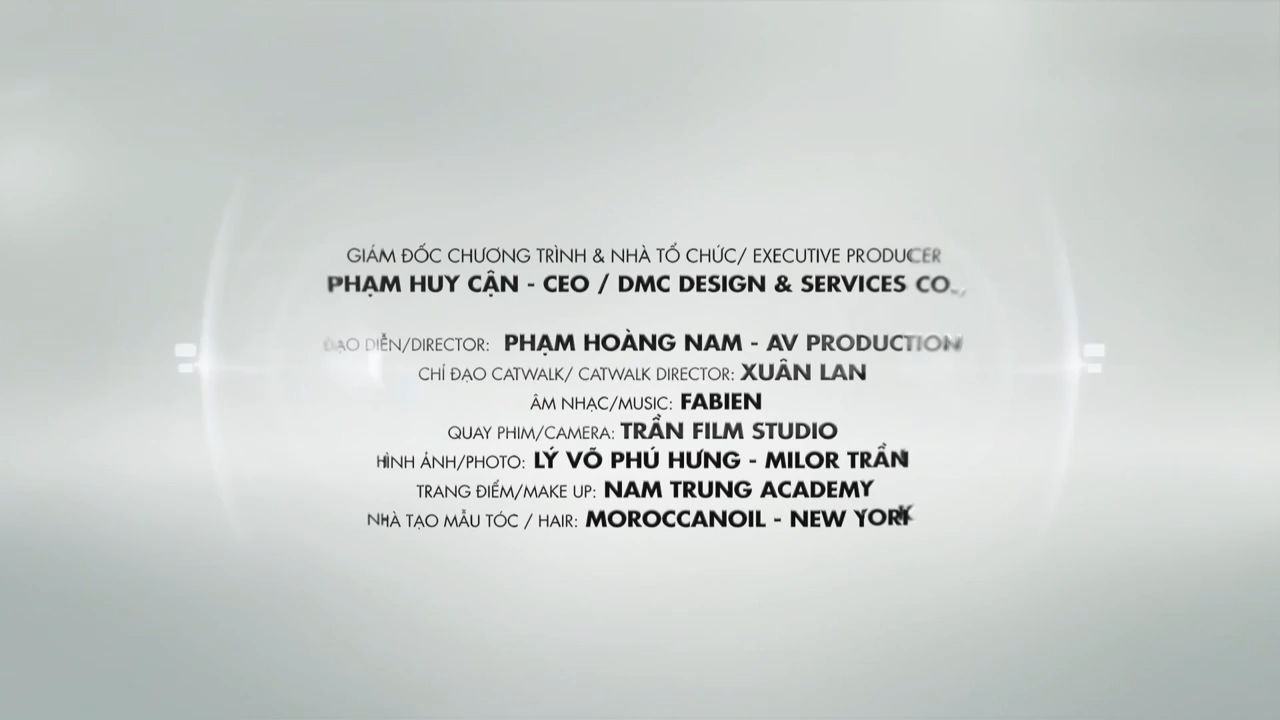 GIÁM ĐỐC CHƯƠNG TRÌNH & NHÀ TỔ CHỨC/ EXECUTIVE PRODUCER
PHẠM HUY CẬN - CEO / DMC DESIGN & SERVICES CO.,
ĐẠO DIỄN/DIRECTOR: PHẠM HOÀNG NAM - AV PRODUCTION
CHỈ ĐẠO CATWALK/ CATWALK DIRECTOR: XUÂN LAN
ÂM NHẠC/MUSIC: FABIEN
QUAY PHIM/CAMERA: TRẦN FILM STUDIO
HÌNH ẢNH/PHOTO: LÝ VÕ PHÚ HƯNG - MILOR TRẦN
TRANG ĐIỂM/MAKE UP: NAM TRUNG ACADEMY
NHÀ TẠO MẪU TÓC / HAIR: MOROCCANOIL - NEW YORK